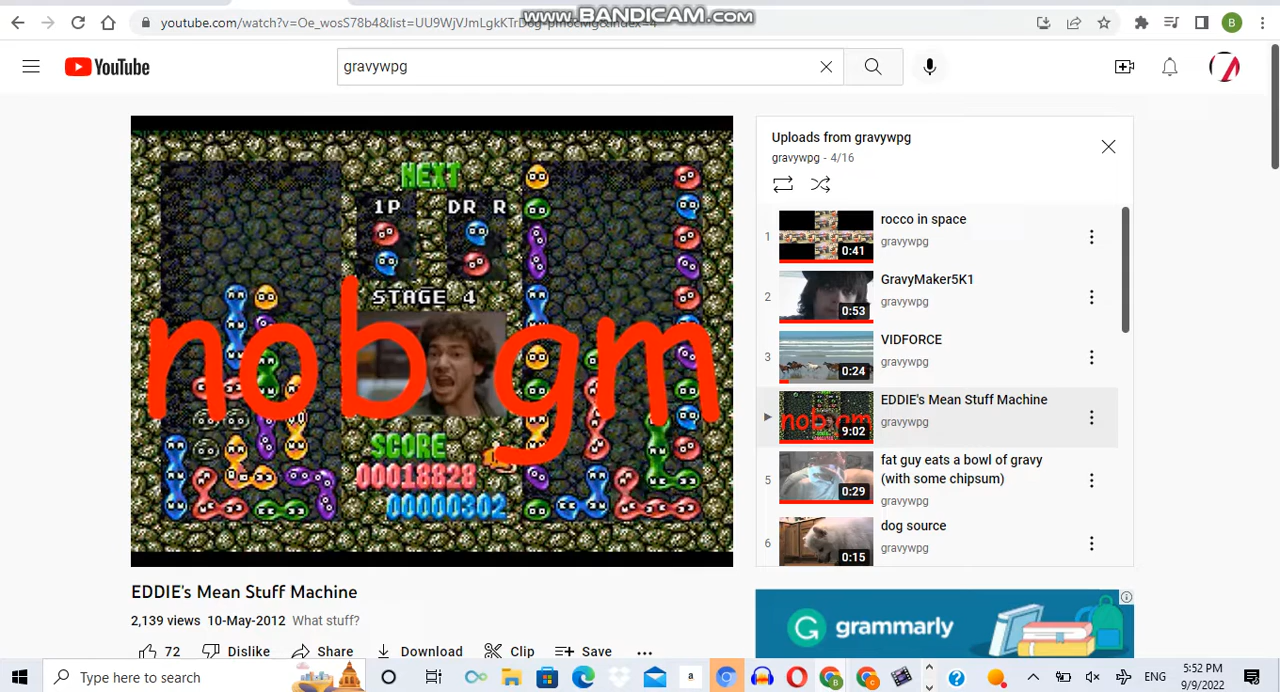 www.BANDICAM.com
youtube.com/watch?v=Oe_wosS78b4&list=UU9WjVJmLgkKTrDog-pmocMg&index=4
YouTube
gravywpg
NEXT
1P DR R
STAGE 4
nobgm
SCORE
00018828
00000302
EDDIE's Mean Stuff Machine
2,139 views 10-May-2012 What stuff?
72 Dislike Share Download Clip Save
Uploads from gravywpg
gravywpg - 4/16
1
rocco in space
gravywpg
0:41
2
GravyMaker5K1
gravywpg
0:53
3
VIDFORCE
gravywpg
0:24
EDDIE's Mean Stuff Machine
gravywpg
nobgm
9:02
5
fat guy eats a bowl of gravy
(with some chipsum)
gravywpg
0:29
6
dog source
gravywpg
0:15
G grammarly
B
Type here to search
a
ENG
5:52 PM
9/9/2022